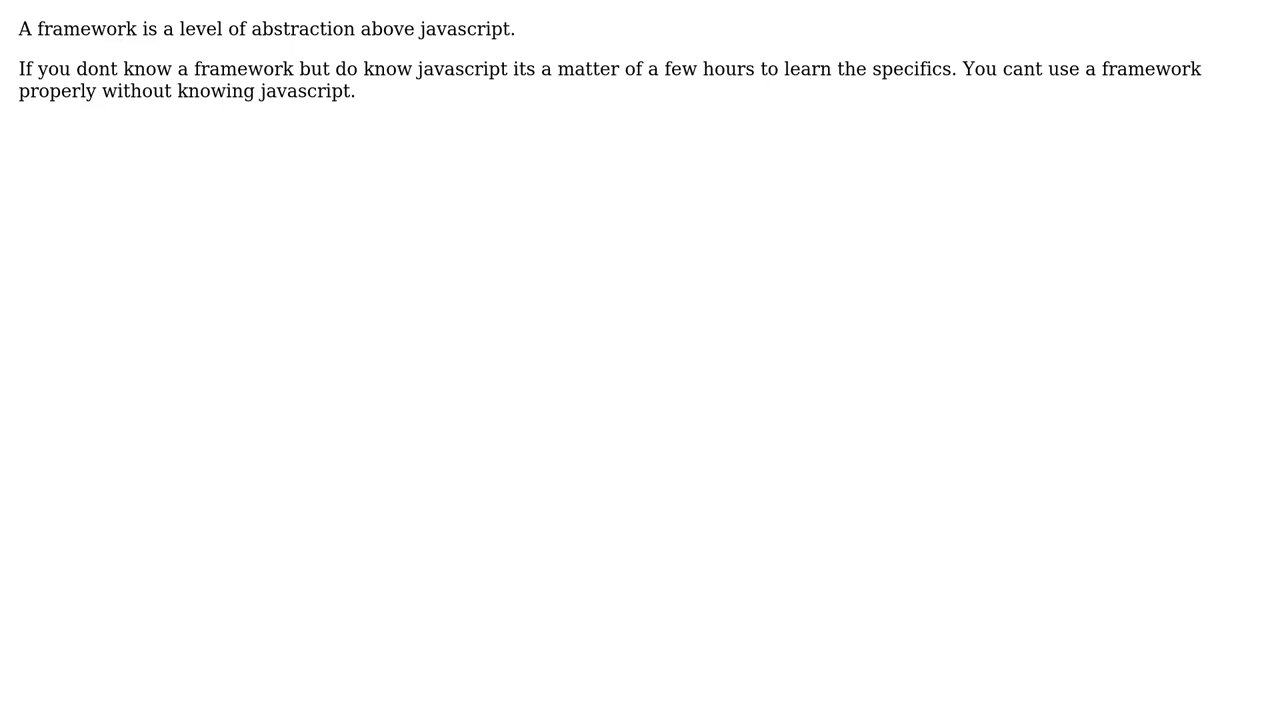 A framework is a level of abstraction above javascript.
If you dont know a framework but do know javascript its a matter of a few hours to learn the specifics. You cant use a framework
properly without knowing javascript.